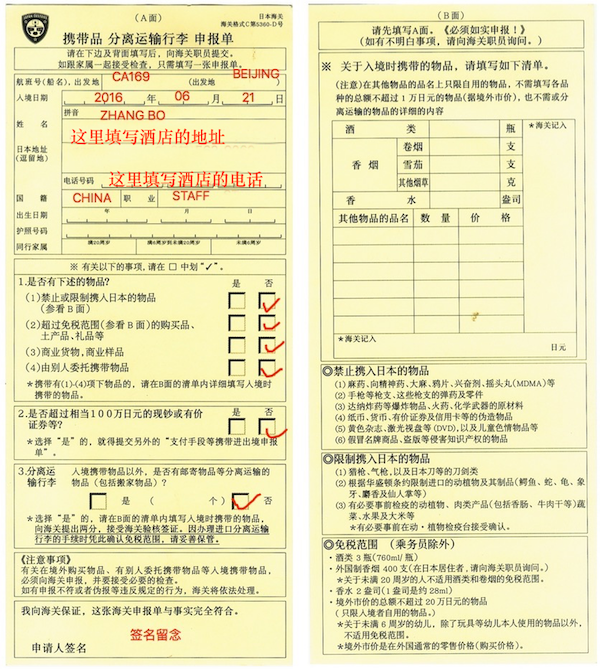 (A面)
日本海关
海关格式C第5360-D号
携带品 分离运输行李 申报单
请在下边及背面填写后，向海关职员提交。
如跟家属一起接受检查，只需填写一张申报单。
航班号(船名)，出发地 CA169 (出发地 BEIJING )
入境日期 2016 年 06 月 21 日
姓 名 拼音 ZHANG BO
这里填写酒店的地址
日本地址
(逗留地)
电话号码 这里填写酒店的电话
国 籍 CHINA 职 业 STAFF
出生日期 年 月 日
护照号码
同行家属 满20周岁 满6周岁到未满20周岁 未满6周岁
※ 有关以下的事项，请在 □ 中划“✓”。
1.是否有下述的物品? 是 否
(1)禁止或限制携入日本的物品
(参看B面)
(2)超过免税范围(参看B面)的购买品、
土产品、礼品等
(3)商业货物，商业样品
(4)由别人委托携带物品
*携带有(1)-(4)项下物品的，请在B面的清单内详细填写入境时
携带的物品。
2.是否有超过相当100万日元的现钞或有价
证券等? 是 否
*选择“是”的，就得提交另外的“支付手段等携带进出境申报
单”。
3.分离运 入境携带物品以外，是否有邮寄物品等分离运输的
输行李 物品(包括搬家物品)?
是 ( 个) 否
*选择“是”的，请在B面的清单内填写入境时携带的物品，
向海关提出两分，接受海关验核签证。因办理进口分离运输
行李的手续时凭此确认免税范围，请妥善保管。
《注意事项》
有关在境外购买物品、有别人委托携带物品等入境携带物品，
必须向海关申报，并要接受必要的检查。
如有申报不符或者伪报等违反规定的行为，海关将依法处理。
我向海关保证，这张海关申报单与事实完全符合。
签名留念
申请人签名
(B面)
请先填写A面。《必须如实申报！》
(如有不明白事项，请向海关职员询问。)
※ 关于入境时携带的物品，请填写如下清单。
(注意)在其他物品的品名上只限自用的物品，不需填写各品
种的总额不超过1万日元的物品(据境外市价)，也不需或分
离运输的物品的详细的内容
酒 类 瓶 *海关记入
香 烟 卷烟 支
雪茄 支
其他烟草 克
香 水 盎司
其他物品的品名 数 量 价 格
*海关记入
日元
◎禁止携入日本的物品
(1)麻药、向精神药、大麻、鸦片、兴奋剂、摇头丸(MDMA)等
(2)手枪等枪支、这些枪支的弹药及零件
(3)达纳炸药等爆炸物品、火药、化学武器的原材料
(4)纸币、货币、有价证券及信用卡等的伪造物品
(5)黄色杂志、激光视盘等(DVD)，以及儿童色情物品等
(6)假冒名牌商品、盗版等侵害知识产权的物品
◎限制携入日本的物品
(1)猎枪、气枪，以及日本刀等的刀剑类
(2)根据华盛顿条约限制进口的动植物及其制品(鳄鱼、蛇、龟、象
牙、麝香及仙人掌等)
(3)有必要事前检疫的动植物、肉类产品(包括香肠、牛肉干等)蔬
菜、水果及大米等
*有必要事前在动·植物检疫台接受确认。
◎免税范围 (乘务员除外)
·酒类3瓶(760ml/瓶)
·外国制香烟400支(在日本居住者，请向海关职员询问。)
*关于未满20周岁的人不适用酒类和卷烟的免税范围。
·香水2盎司(1盎司是约28ml)
·境外市价的总额不超过20万日元的物品
(只限入境者自用的物品。)
*关于未满6周岁的幼儿，除了玩具等幼儿本人使用的物品以外，
不适用免税范围。
*境外市价是在外国通常的零售价格(购买价格)。